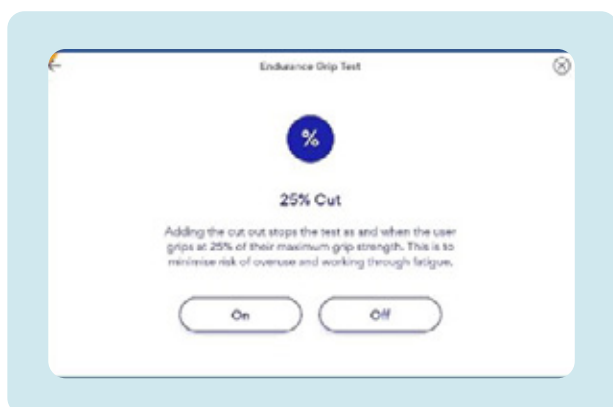 Endurance Grip Test
%
25% Cut
Adding the cut out stops the test as and when the user
grips at 25% of their maximum grip strength. This is to
minimise risk of overuse and working through fatigue.
On
Off